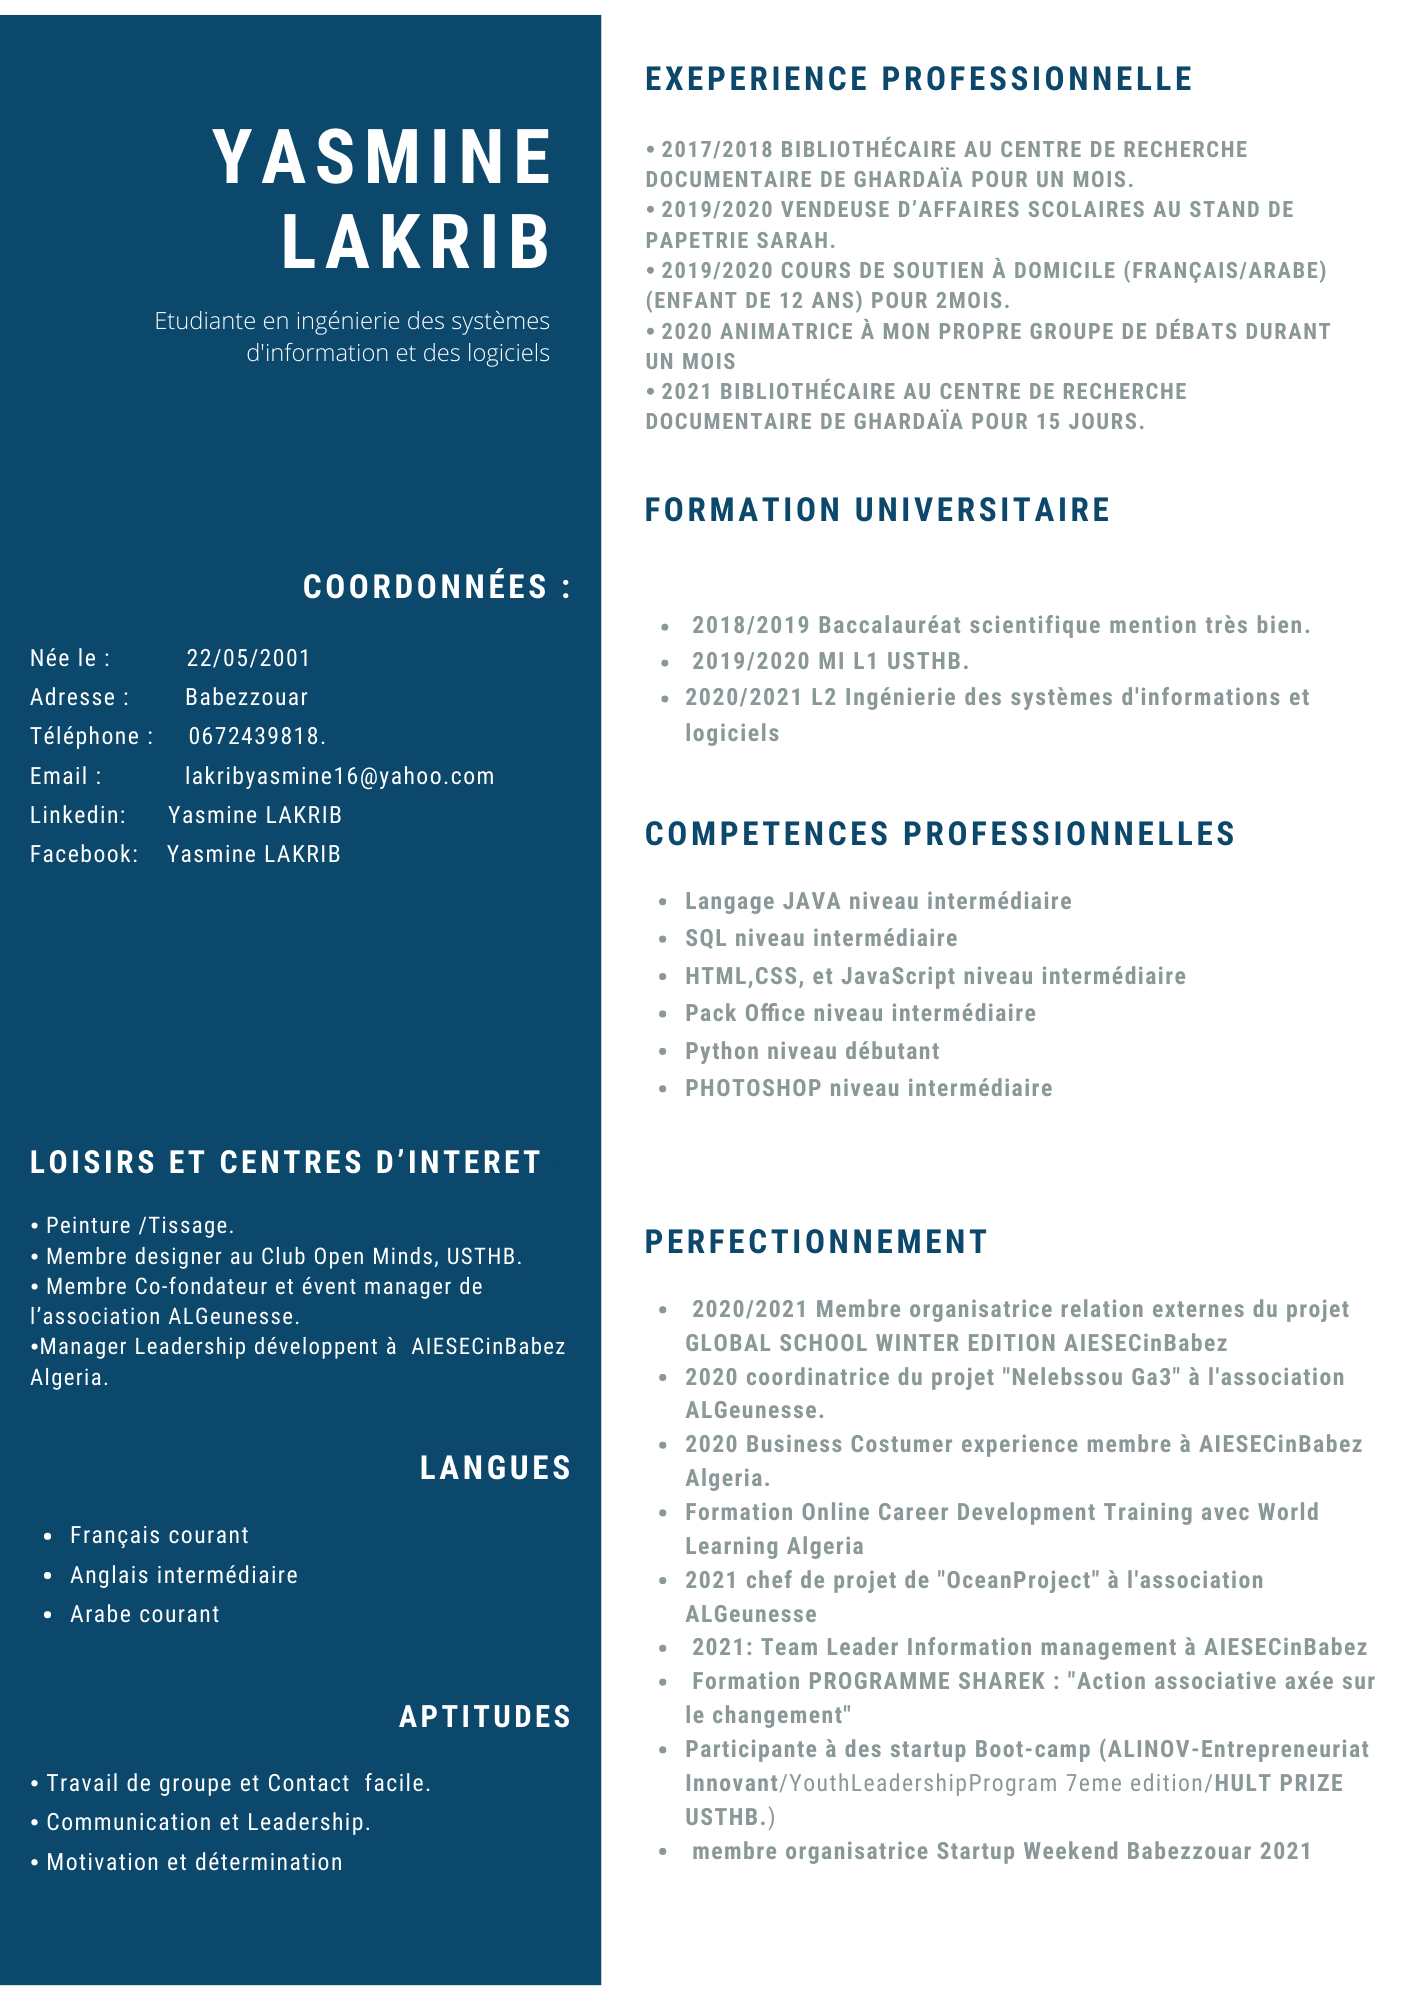 YASMINE
LAKRIB
Etudiante en ingénierie des systèmes
d'information et des logiciels
COORDONNÉES :
Née le : 22/05/2001
Adresse : Babezzouar
Téléphone : 0672439818.
Email : lakribyasmine16@yahoo.com
Linkedin: Yasmine LAKRIB
Facebook: Yasmine LAKRIB
LOISIRS ET CENTRES D’INTERET
• Peinture /Tissage.
• Membre designer au Club Open Minds, USTHB.
• Membre Co-fondateur et évent manager de
l’association ALGeunesse.
•Manager Leadership développent à AIESECinBabez
Algeria.
LANGUES
• Français courant
• Anglais intermédiaire
• Arabe courant
APTITUDES
• Travail de groupe et Contact facile.
• Communication et Leadership.
• Motivation et détermination
EXEPERIENCE PROFESSIONNELLE
• 2017/2018 BIBLIOTHÉCAIRE AU CENTRE DE RECHERCHE
DOCUMENTAIRE DE GHARDAÏA POUR UN MOIS.
• 2019/2020 VENDEUSE D’AFFAIRES SCOLAIRES AU STAND DE
PAPETRIE SARAH.
• 2019/2020 COURS DE SOUTIEN À DOMICILE (FRANÇAIS/ARABE)
(ENFANT DE 12 ANS) POUR 2MOIS.
• 2020 ANIMATRICE À MON PROPRE GROUPE DE DÉBATS DURANT
UN MOIS
• 2021 BIBLIOTHÉCAIRE AU CENTRE DE RECHERCHE
DOCUMENTAIRE DE GHARDAÏA POUR 15 JOURS.
FORMATION UNIVERSITAIRE
• 2018/2019 Baccalauréat scientifique mention très bien.
• 2019/2020 MI L1 USTHB.
• 2020/2021 L2 Ingénierie des systèmes d'informations et
logiciels
COMPETENCES PROFESSIONNELLES
• Langage JAVA niveau intermédiaire
• SQL niveau intermédiaire
• HTML,CSS, et JavaScript niveau intermédiaire
• Pack Office niveau intermédiaire
• Python niveau débutant
• PHOTOSHOP niveau intermédiaire
PERFECTIONNEMENT
• 2020/2021 Membre organisatrice relation externes du projet
GLOBAL SCHOOL WINTER EDITION AIESECinBabez
• 2020 coordinatrice du projet "Nelebssou Ga3" à l'association
ALGeunesse.
• 2020 Business Costumer experience membre à AIESECinBabez
Algeria.
• Formation Online Career Development Training avec World
Learning Algeria
• 2021 chef de projet de "OceanProject" à l'association
ALGeunesse
• 2021: Team Leader Information management à AIESECinBabez
• Formation PROGRAMME SHAREK : "Action associative axée sur
le changement"
• Participante à des startup Boot-camp (ALINOV-Entrepreneuriat
Innovant/YouthLeadershipProgram 7eme edition/HULT PRIZE
USTHB.)
• membre organisatrice Startup Weekend Babezzouar 2021